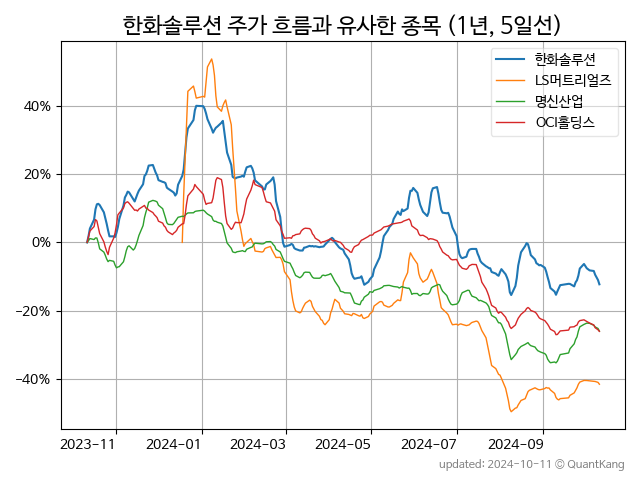 한화솔루션 주가 흐름과 유사한 종목 (1년, 5일선)
한화솔루션
LS머트리얼즈
명신산업
OCI홀딩스
40%
20%
0%
−20%
−40%
2023-11 2024-01 2024-03 2024-05 2024-07 2024-09
updated: 2024-10-11 © QuantKang